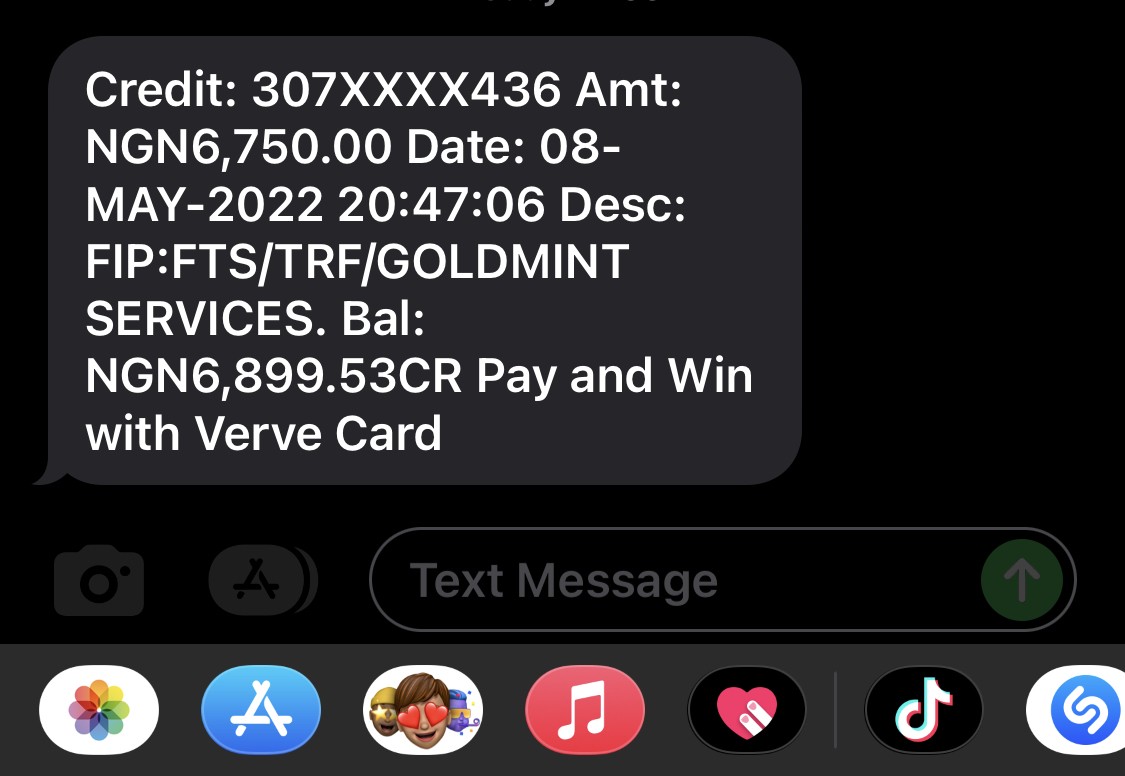 Credit: 307XXXX436 Amt:
NGN6,750.00 Date: 08-
MAY-2022 20:47:06 Desc:
FIP:FTS/TRF/GOLDMINT
SERVICES. Bal:
NGN6,899.53CR Pay and Win
with Verve Card
Text Message